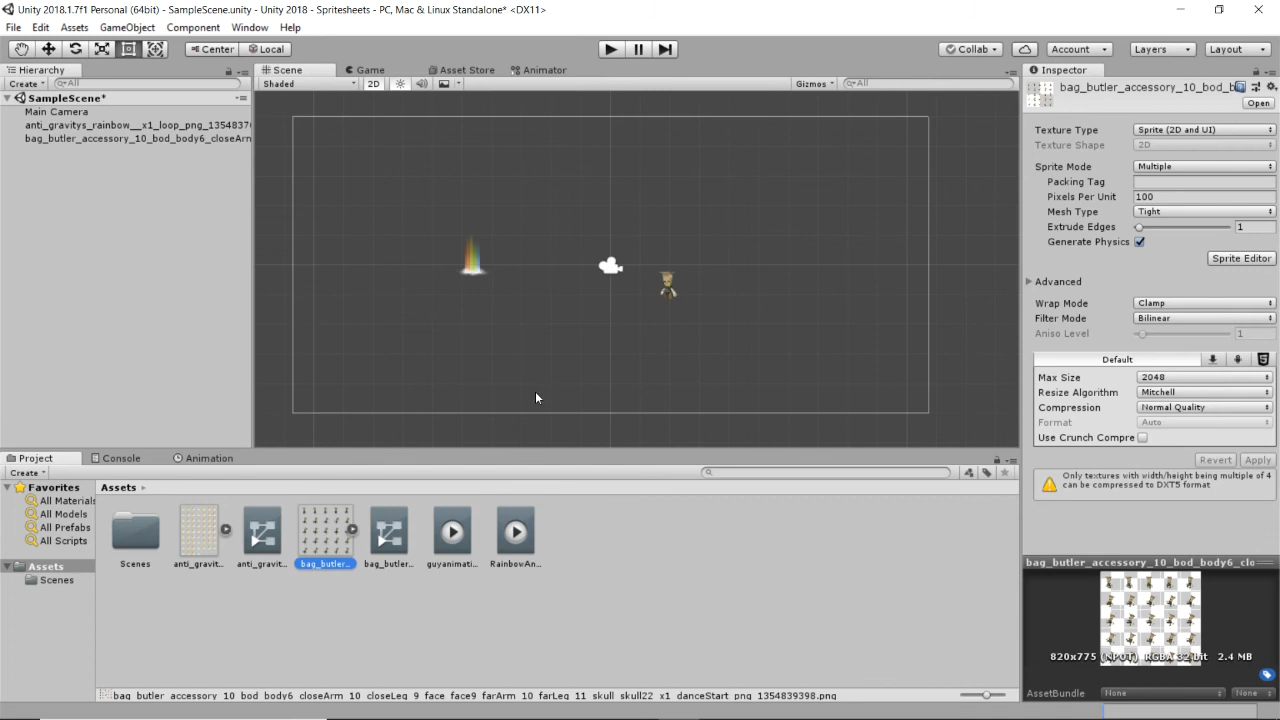 Unity 2018.1.7f1 Personal (64bit) - SampleScene.unity - Unity 2018 - Spritesheets - PC, Mac & Linux Standalone* <DX11>
File Edit Assets GameObject Component Window Help
Center Local Collab Account Layers Layout
Hierarchy Scene Game Asset Store Animator Inspector
Create All Shaded 2D Gizmos All
SampleScene*
Main Camera
anti_gravitys_rainbow__x1_loop_png_1354837
bag_butler_accessory_10_bod_body6_closeArm
bag_butler_accessory_10_bod_b
Open
Texture Type Sprite (2D and UI)
Texture Shape 2D
Sprite Mode Multiple
Packing Tag
Pixels Per Unit 100
Mesh Type Tight
Extrude Edges 1
Generate Physics
Sprite Editor
Advanced
Wrap Mode Clamp
Filter Mode Bilinear
Aniso Level 1
Default
Max Size 2048
Resize Algorithm Mitchell
Compression Normal Quality
Format Auto
Use Crunch Compre
Revert Apply
Only textures with width/height being multiple of 4
can be compressed to DXT5 format
Project Console Animation
Create
Favorites
All Materials
All Models
All Prefabs
All Scripts
Assets
Scenes
Assets
Scenes anti_gravit... anti_gravit... bag_butler... bag_butler... guyanimati... RainbowAn...
bag_butler_accessory_10_bod_body6_closeArm_10_closeLeg_9_face_face9_farArm_10_farLeg_11_skull_skull22_x1_danceStart_png_1354839398.png
bag_butler_accessory_10_bod_body6_clo
820x775 (NPOT) RGBA 32 bit 2.4 MB
AssetBundle None None